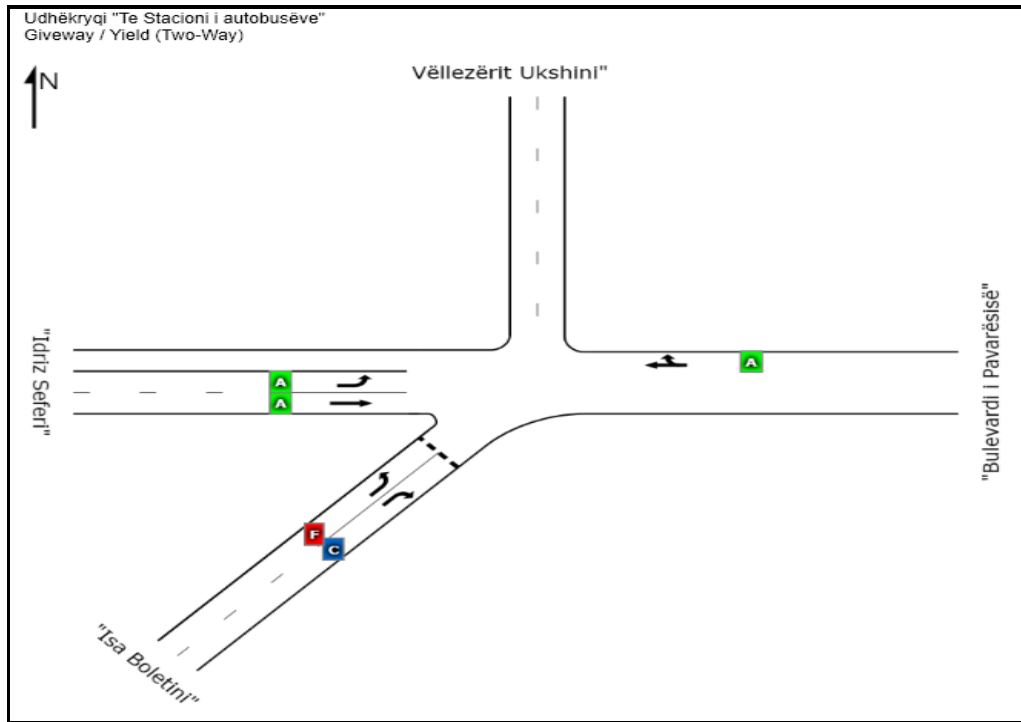 Udhëkryqi "Te Stacioni i autobusëve"
Giveway / Yield (Two-Way)
N
Vëllezërit Ukshini"
"Idriz Seferi"
"Bulevardi i Pavarësisë"
A
A
A
F
C
"Isa Boletini"